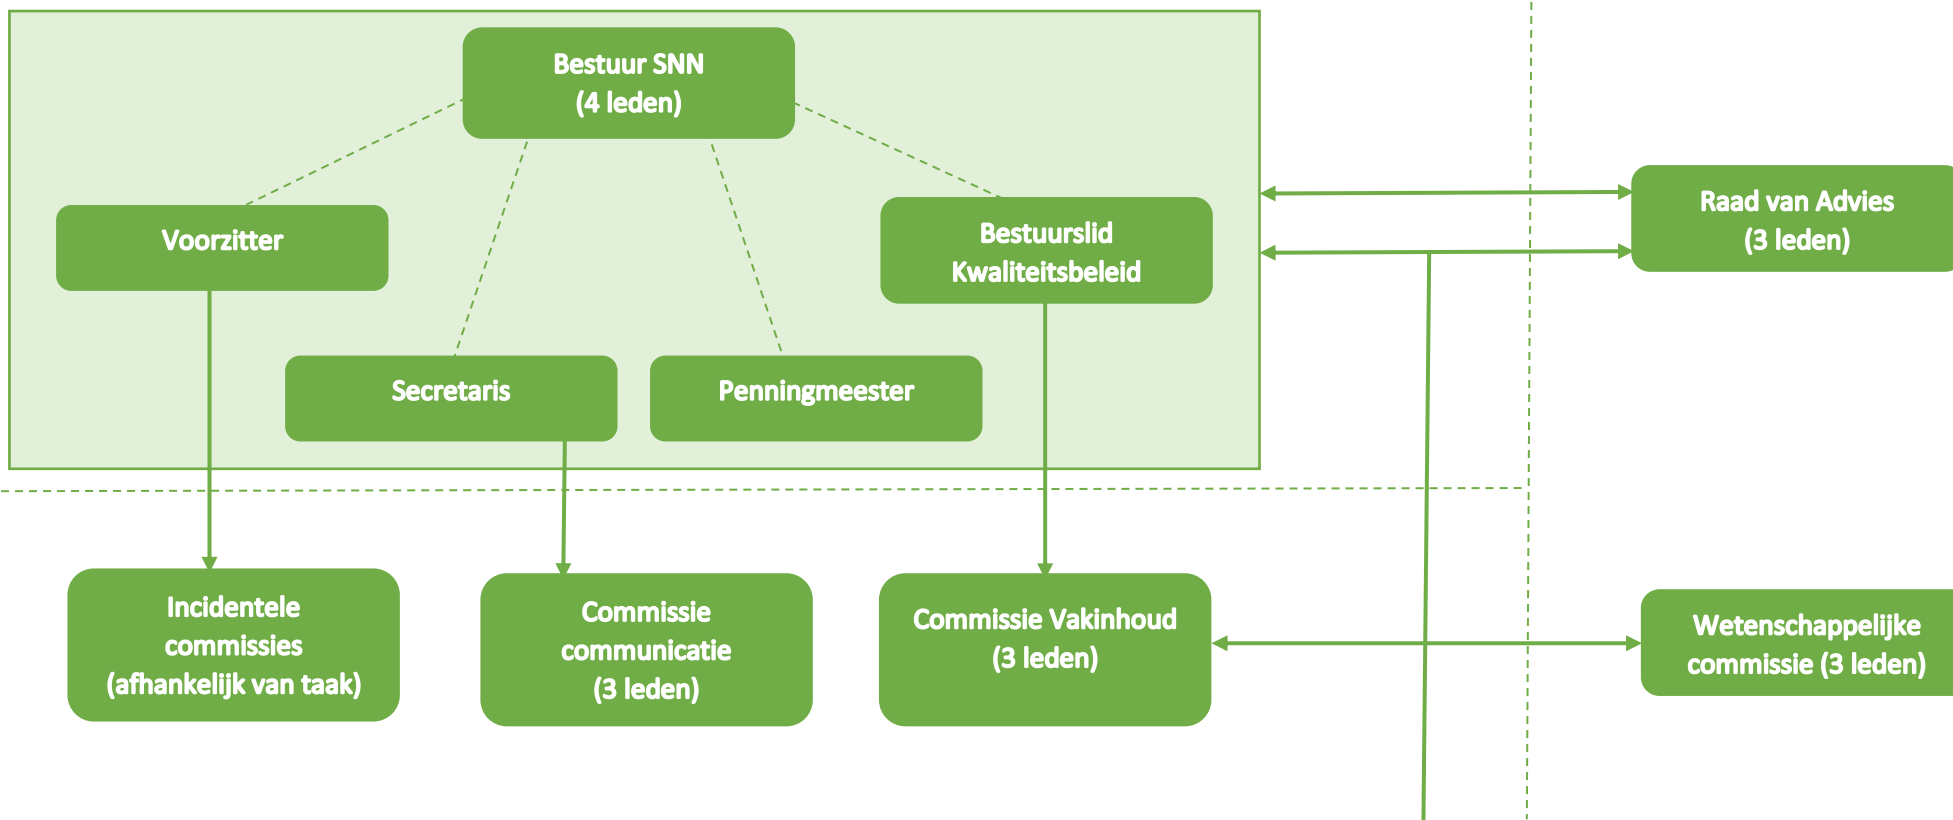 Bestuur SNN
(4 leden)
Voorzitter
Bestuurslid
Kwaliteitsbeleid
Raad van Advies
(3 leden)
Secretaris
Penningmeester
Incidentele
commissies
(afhankelijk van taak)
Commissie
communicatie
(3 leden)
Commissie Vakinhoud
(3 leden)
Wetenschappelijke
commissie (3 leden)